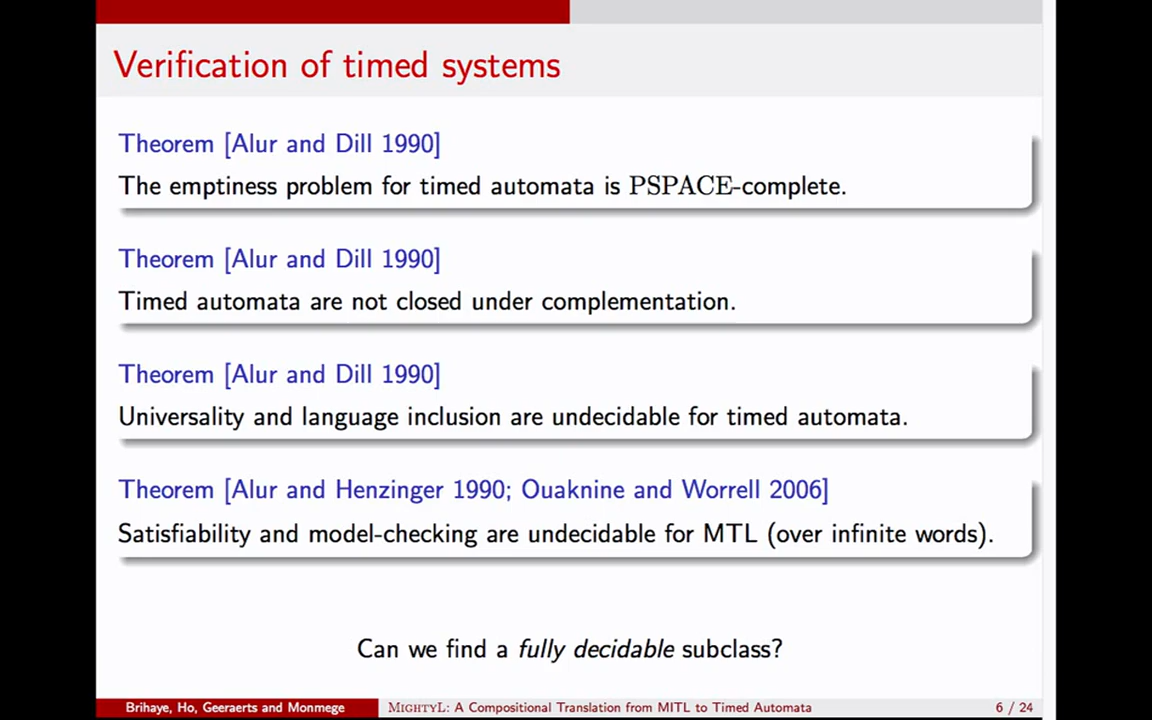 Verification of timed systems
Theorem [Alur and Dill 1990]
The emptiness problem for timed automata is PSPACE-complete.
Theorem [Alur and Dill 1990]
Timed automata are not closed under complementation.
Theorem [Alur and Dill 1990]
Universality and language inclusion are undecidable for timed automata.
Theorem [Alur and Henzinger 1990; Ouaknine and Worrell 2006]
Satisfiability and model-checking are undecidable for MTL (over infinite words).
Can we find a fully decidable subclass?
Brihaye, Ho, Geeraerts and Monmege MIGHTYL: A Compositional Translation from MITL to Timed Automata 6 / 24